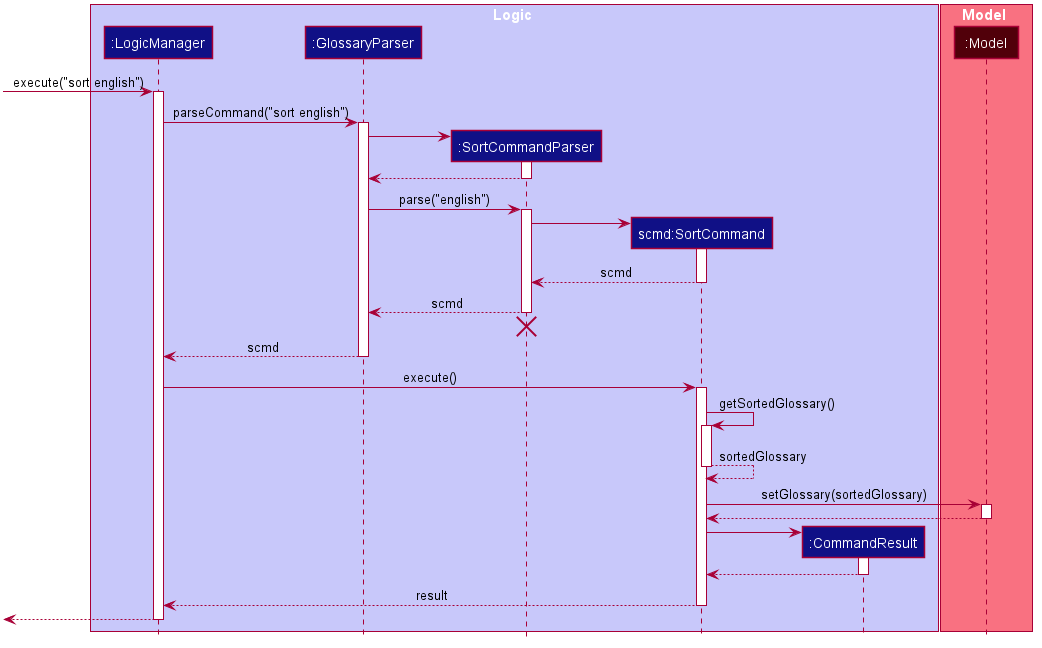 Logic
Model
:LogicManager
:GlossaryParser
:Model
execute("sort english")
parseCommand("sort english")
:SortCommandParser
parse("english")
scmd:SortCommand
scmd
scmd
scmd
execute()
getSortedGlossary()
sortedGlossary
setGlossary(sortedGlossary)
:CommandResult
result